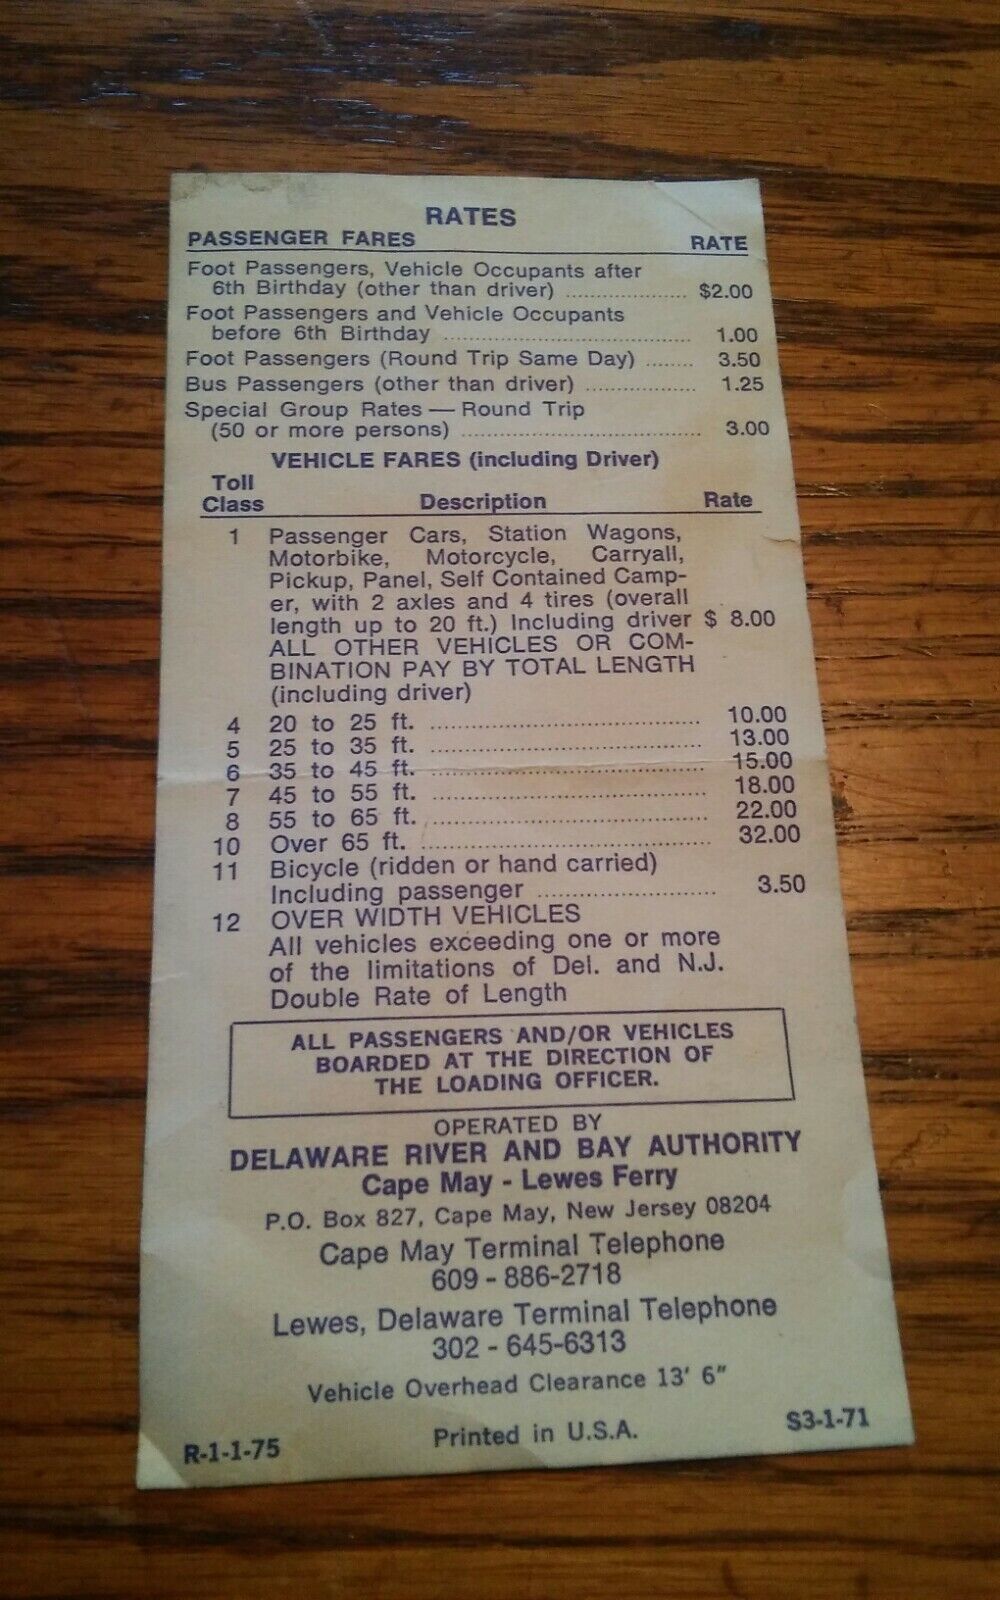 RATES
PASSENGER FARES RATE
Foot Passengers, Vehicle Occupants after
6th Birthday (other than driver) .................... $2.00
Foot Passengers and Vehicle Occupants
before 6th Birthday .......................................... 1.00
Foot Passengers (Round Trip Same Day) ........ 3.50
Bus Passengers (other than driver) .................. 1.25
Special Group Rates — Round Trip
(50 or more persons) ........................................ 3.00
VEHICLE FARES (including Driver)
Toll
Class Description Rate
1 Passenger Cars, Station Wagons,
Motorbike, Motorcycle, Carryall,
Pickup, Panel, Self Contained Camp-
er, with 2 axles and 4 tires (overall
length up to 20 ft.) Including driver $ 8.00
ALL OTHER VEHICLES OR COM-
BINATION PAY BY TOTAL LENGTH
(including driver)
4 20 to 25 ft. ........................................ 10.00
5 25 to 35 ft. ........................................ 13.00
6 35 to 45 ft. ........................................ 15.00
7 45 to 55 ft. ........................................ 18.00
8 55 to 65 ft. ........................................ 22.00
10 Over 65 ft. .......................................... 32.00
11 Bicycle (ridden or hand carried)
Including passenger .......................... 3.50
12 OVER WIDTH VEHICLES
All vehicles exceeding one or more
of the limitations of Del. and N.J.
Double Rate of Length
ALL PASSENGERS AND/OR VEHICLES
BOARDED AT THE DIRECTION OF
THE LOADING OFFICER.
OPERATED BY
DELAWARE RIVER AND BAY AUTHORITY
Cape May - Lewes Ferry
P.O. Box 827, Cape May, New Jersey 08204
Cape May Terminal Telephone
609 - 886-2718
Lewes, Delaware Terminal Telephone
302 - 645-6313
Vehicle Overhead Clearance 13' 6"
R-1-1-75 Printed in U.S.A. S3-1-71